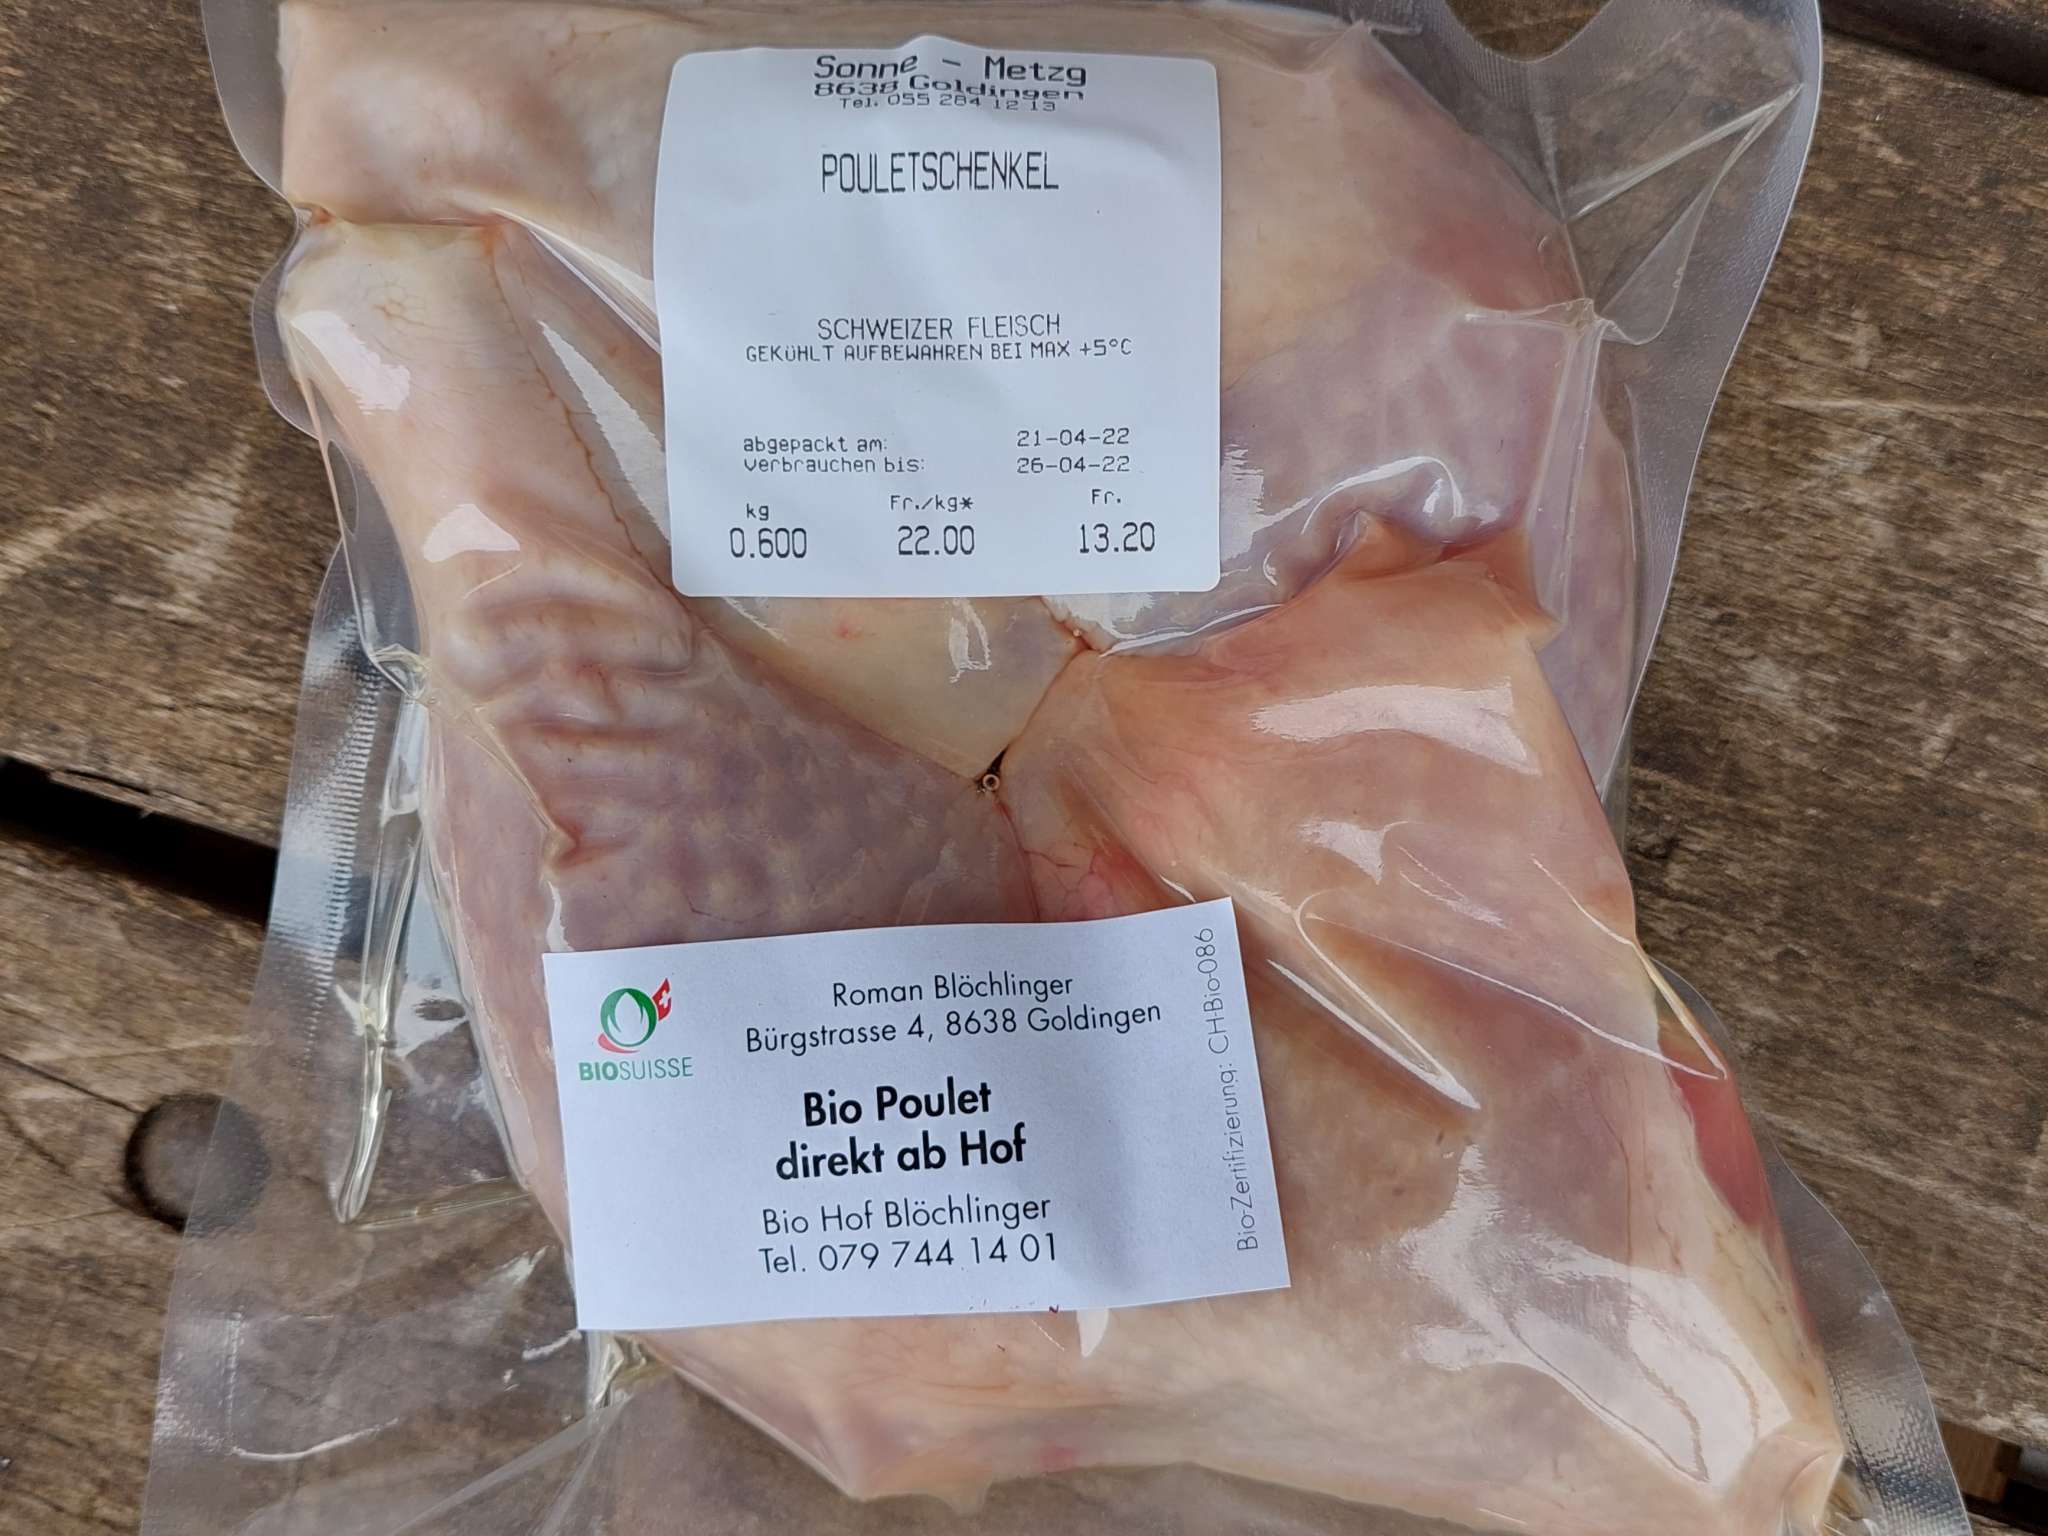 Sonne - Metzg
8638 Goldingen
Tel. 055 284 12 13
POULETSCHENKEL
SCHWEIZER FLEISCH
GEKÜHLT AUFBEWAHREN BEI MAX +5°C
abgepackt am: 21-04-22
verbrauchen bis: 26-04-22
kg Fr./kg* Fr.
0.600 22.00 13.20
BIOSUISSE
Roman Blöchlinger
Bürgstrasse 4, 8638 Goldingen
Bio Poulet
direkt ab Hof
Bio Hof Blöchlinger
Tel. 079 744 14 01
Bio-Zertifizierung: CH-Bio-086